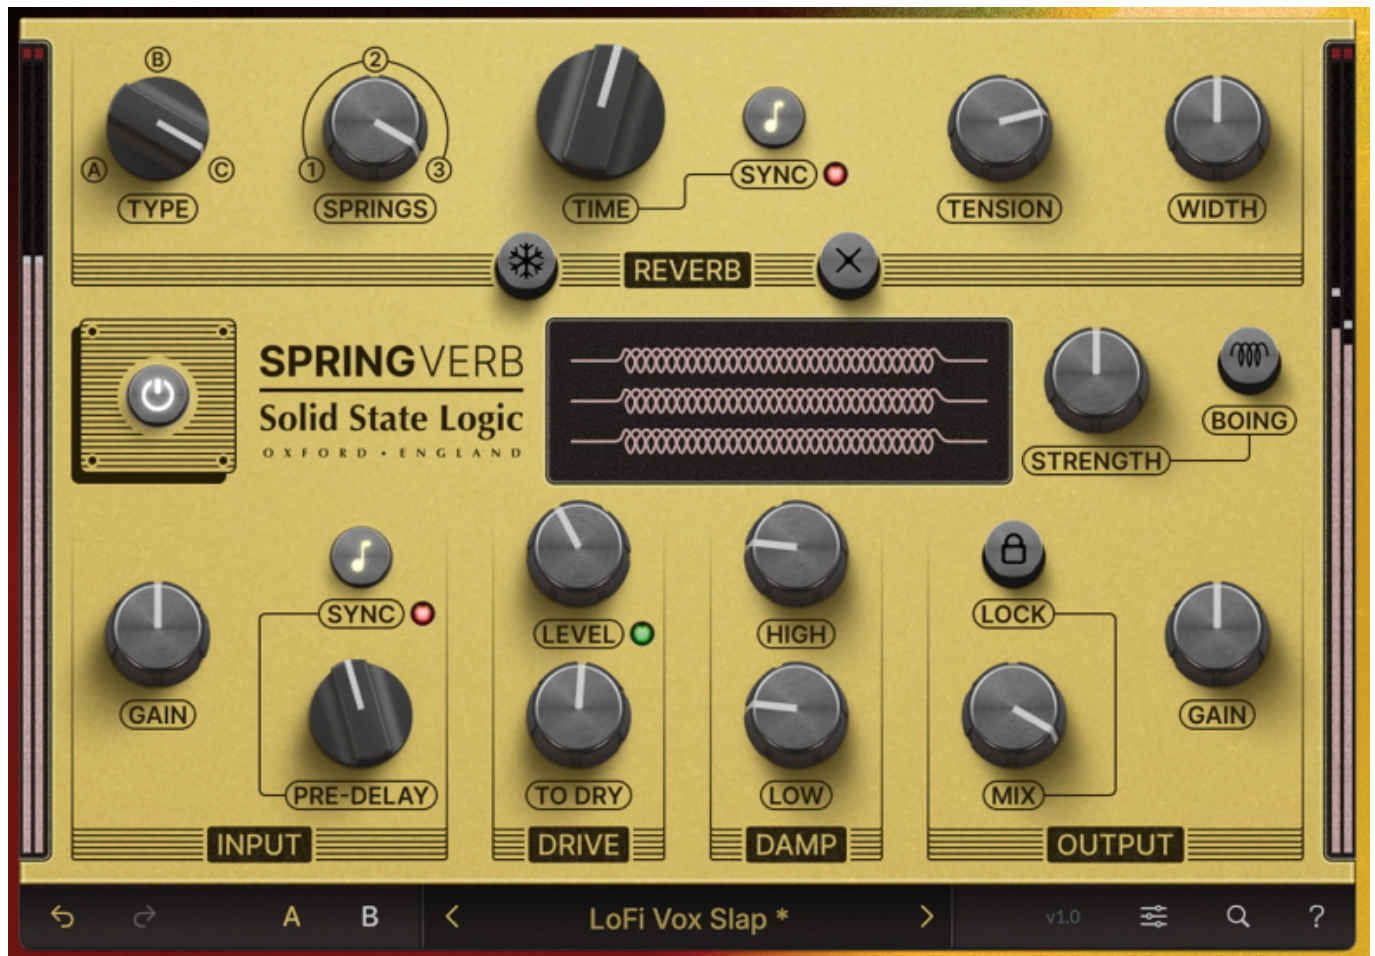 B
2
A
C
1
3
TYPE
SPRINGS
TIME
SYNC
TENSION
WIDTH
REVERB
SPRINGVERB
Solid State Logic
OXFORD • ENGLAND
STRENGTH
BOING
SYNC
LEVEL
HIGH
LOCK
GAIN
GAIN
PRE-DELAY
TO DRY
LOW
MIX
INPUT
DRIVE
DAMP
OUTPUT
A
B
LoFi Vox Slap *
v1.0
?